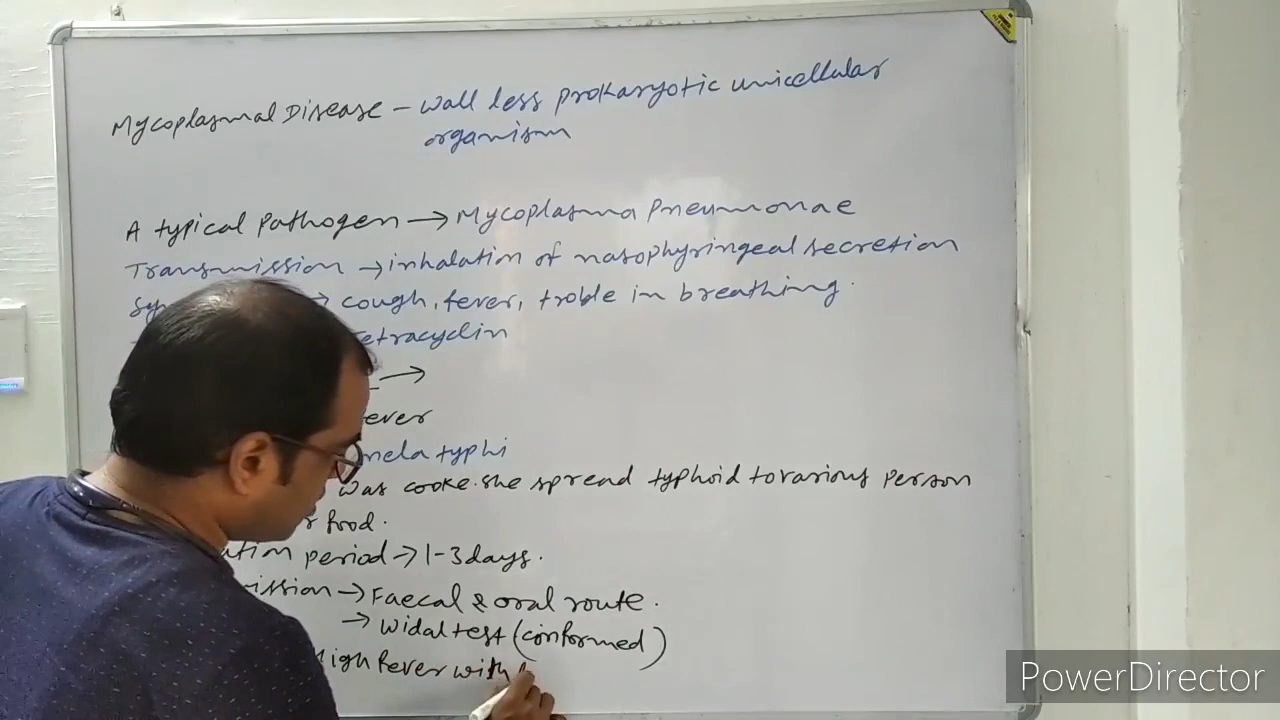 Mycoplasmal Disease - wall less prokaryotic unicellular
organism
A typical pathogen → Mycoplasma Pneumonae
Transmission → inhalation of nasophyringeal secretion
Sy → cough, fever, troble in breathing.
etracyclin
→
ever
nela typhi
was cooke. she spread typhoid to various person
r food.
ation period → 1-3 days.
ission → Faecal & oral route.
→ widal test (conformed)
High fever with
PowerDirector